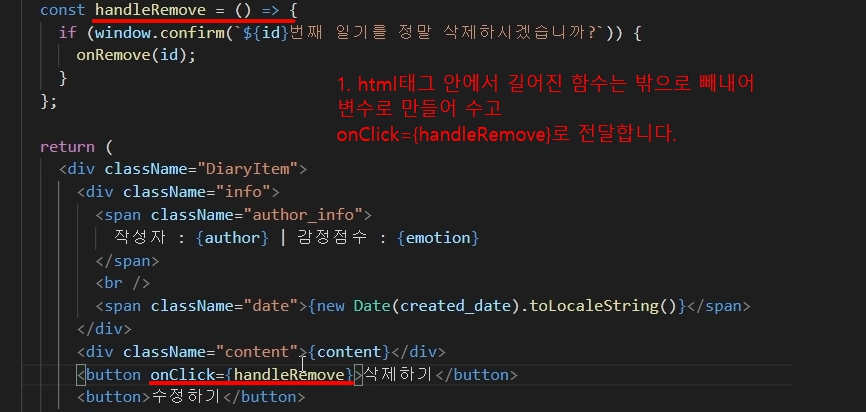 const handleRemove = () => {
if (window.confirm(`${id}번째 일기를 정말 삭제하시겠습니까?`)) {
onRemove(id);
}
};
1. html태그 안에서 길어진 함수는 밖으로 빼내어
변수로 만들어 수고
onClick={handleRemove}로 전달합니다.
return (
<div className="DiaryItem">
<div className="info">
<span className="author_info">
작성자 : {author} | 감정점수 : {emotion}
</span>
<br />
<span className="date">{new Date(created_date).toLocaleString()}</span>
</div>
<div className="content">{content}</div>
<button onClick={handleRemove}>삭제하기</button>
<button>수정하기</button>